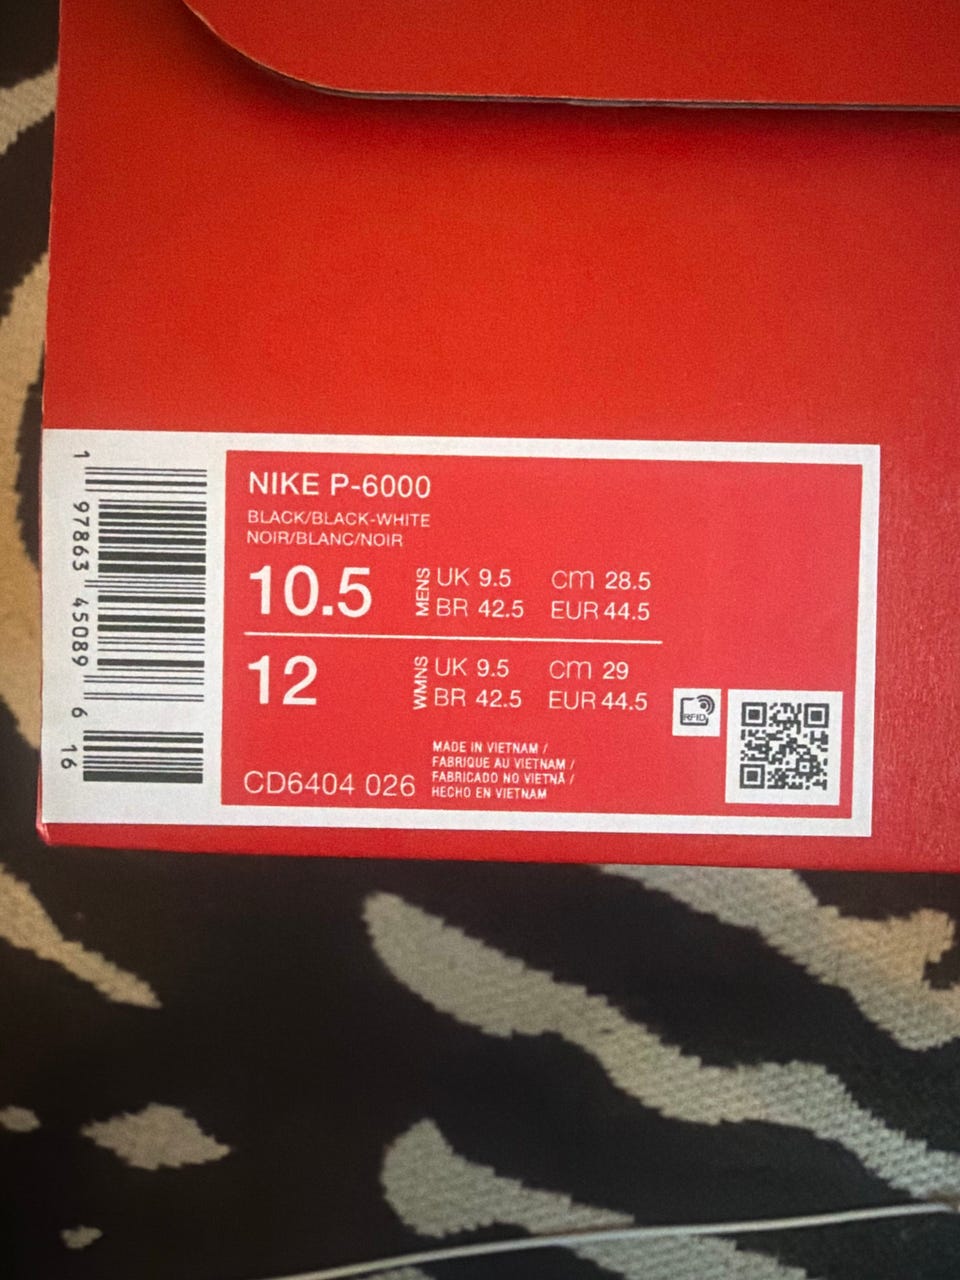 1 97863 45089 6 16
NIKE P-6000
BLACK/BLACK-WHITE
NOIR/BLANC/NOIR
10.5 MENS UK 9.5 cm 28.5
BR 42.5 EUR 44.5
12 WMNS UK 9.5 cm 29
BR 42.5 EUR 44.5
RFID
CD6404 026
MADE IN VIETNAM /
FABRIQUE AU VIETNAM /
FABRICADO NO VIETNÃ /
HECHO EN VIETNAM